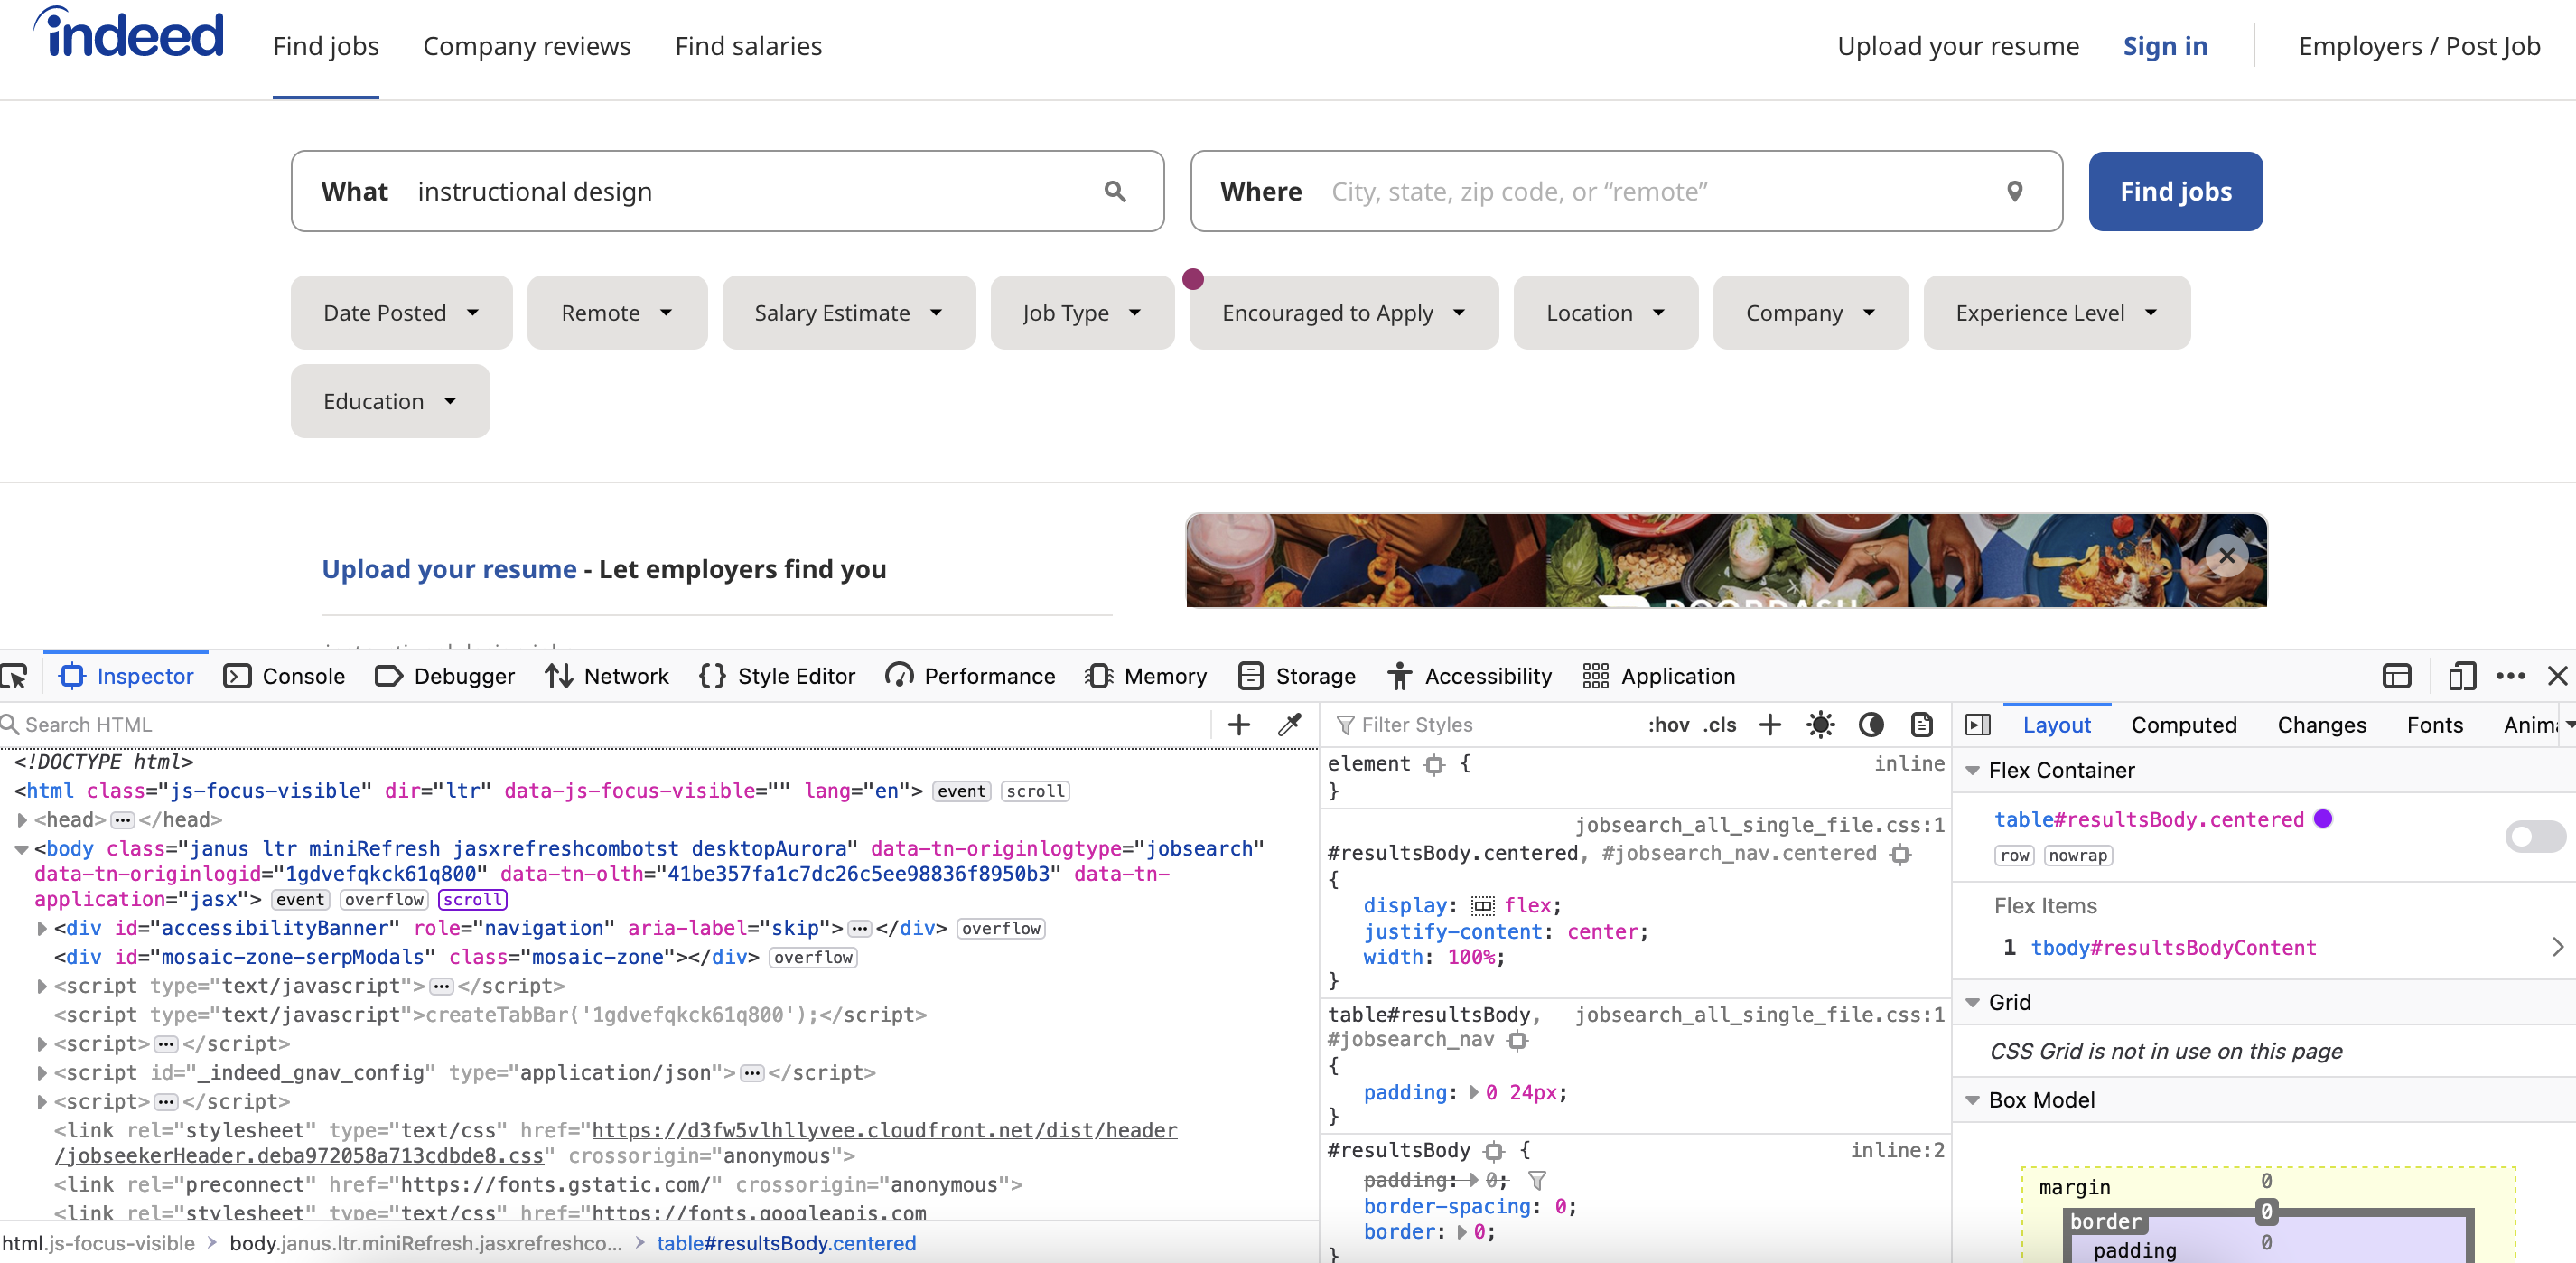 indeed
Find jobs Company reviews Find salaries Upload your resume Sign in Employers / Post Job
What instructional design Where City, state, zip code, or “remote” Find jobs
Date Posted Remote Salary Estimate Job Type Encouraged to Apply Location Company Experience Level
Education
Upload your resume - Let employers find you
DOORDASH
Inspector Console Debugger Network Style Editor Performance Memory Storage Accessibility Application
Search HTML
<!DOCTYPE html>
<html class="js-focus-visible" dir="ltr" data-js-focus-visible="" lang="en"> event scroll
<head> ••• </head>
<body class="janus ltr miniRefresh jasxrefreshcombotst desktopAurora" data-tn-originlogtype="jobsearch"
data-tn-originlogid="1gdvefqkck61q800" data-tn-olth="41be357fa1c7dc26c5ee98836f8950b3" data-tn-
application="jasx"> event overflow scroll
<div id="accessibilityBanner" role="navigation" aria-label="skip"> ••• </div> overflow
<div id="mosaic-zone-serpModals" class="mosaic-zone"></div> overflow
<script type="text/javascript"> ••• </script>
<script type="text/javascript">createTabBar('1gdvefqkck61q800');</script>
<script> ••• </script>
<script id="_indeed_gnav_config" type="application/json"> ••• </script>
<script> ••• </script>
<link rel="stylesheet" type="text/css" href="https://d3fw5vlhllyvee.cloudfront.net/dist/header
/jobseekerHeader.deba972058a713cdbde8.css" crossorigin="anonymous">
<link rel="preconnect" href="https://fonts.gstatic.com/" crossorigin="anonymous">
<link rel="stylesheet" type="text/css" href="https://fonts.googleapis.com
html.js-focus-visible > body.janus.ltr.miniRefresh.jasxrefreshco... > table#resultsBody.centered
Filter Styles :hov .cls
element { inline
}
jobsearch_all_single_file.css:1
#resultsBody.centered, #jobsearch_nav.centered
{
display: flex;
justify-content: center;
width: 100%;
}
table#resultsBody, jobsearch_all_single_file.css:1
#jobsearch_nav
{
padding: 0 24px;
}
#resultsBody { inline:2
padding: 0;
border-spacing: 0;
border: 0;
}
Layout Computed Changes Fonts Anim
Flex Container
table#resultsBody.centered
row nowrap
Flex Items
1 tbody#resultsBodyContent
Grid
CSS Grid is not in use on this page
Box Model
margin 0
border 0
padding 0